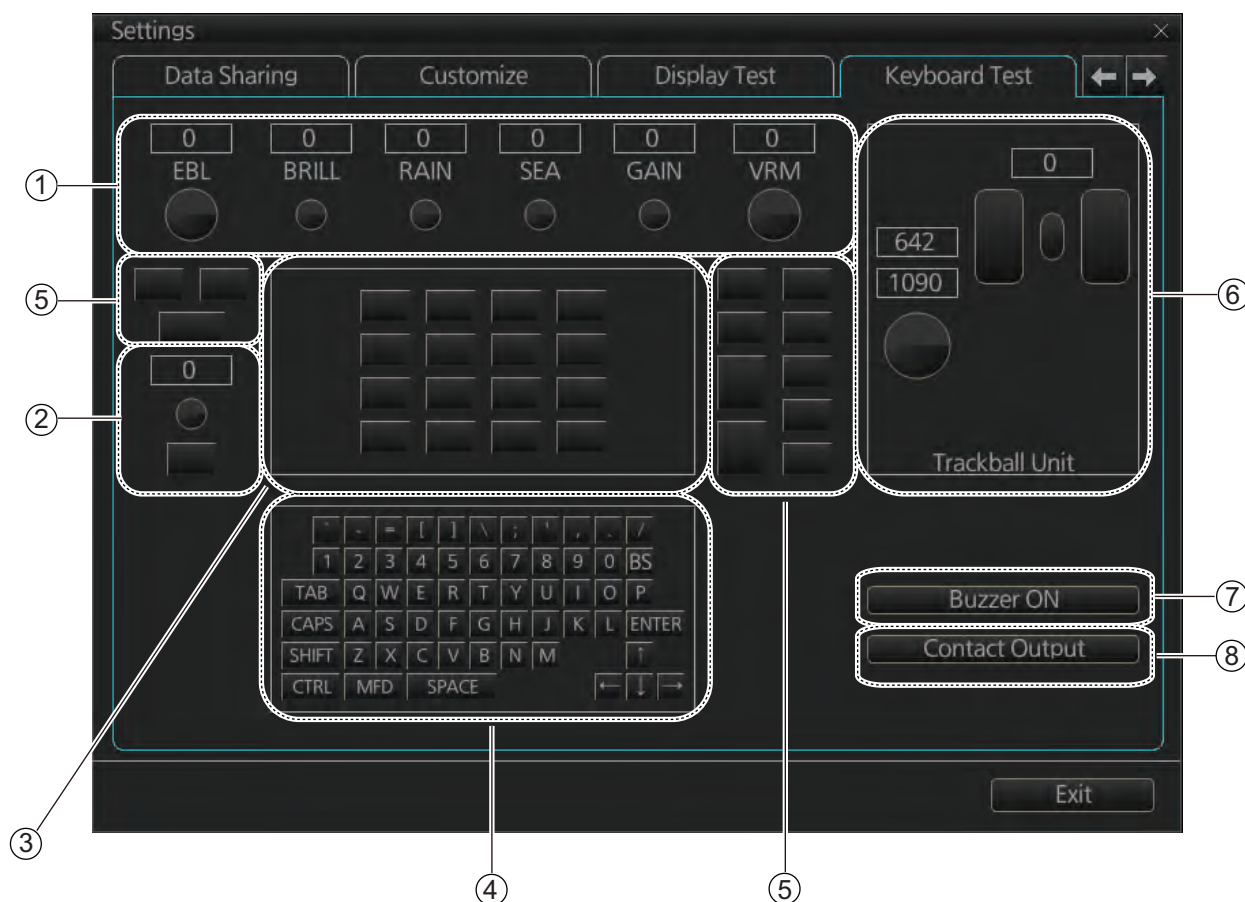 Settings
Data Sharing Customize Display Test Keyboard Test
0 0 0 0 0 0
EBL BRILL RAIN SEA GAIN VRM
0
642
1090
Trackball Unit
0
` - = [ ] \ ; ' , . /
1 2 3 4 5 6 7 8 9 0 BS
TAB Q W E R T Y U I O P
CAPS A S D F G H J K L ENTER
SHIFT Z X C V B N M ↑
CTRL MFD SPACE ← ↓ →
Buzzer ON
Contact Output
Exit
①
⑤
②
③
④
⑤
⑥
⑦
⑧